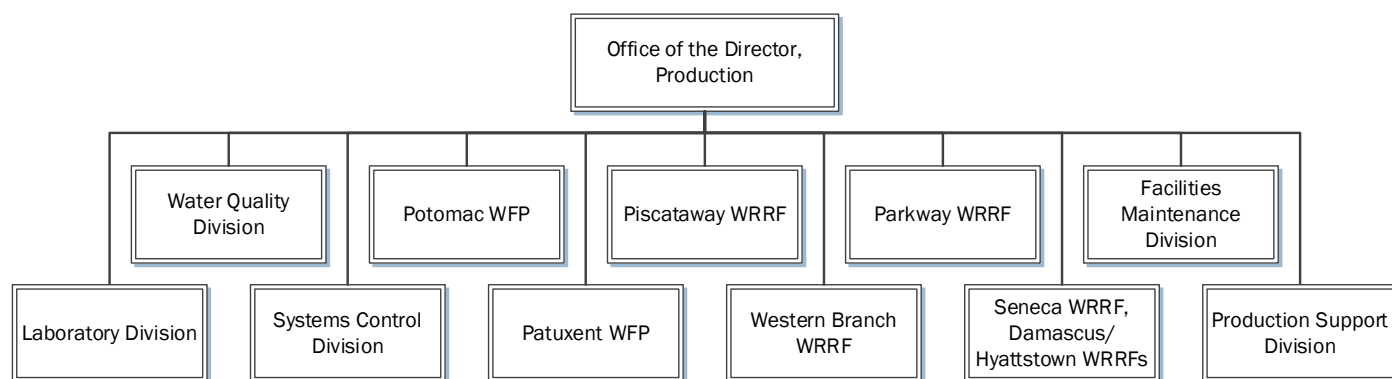 Office of the Director,
Production
Water Quality
Division
Potomac WFP
Piscataway WRRF
Parkway WRRF
Facilities
Maintenance
Division
Laboratory Division
Systems Control
Division
Patuxent WFP
Western Branch
WRRF
Seneca WRRF,
Damascus/
Hyattstown WRRFs
Production Support
Division